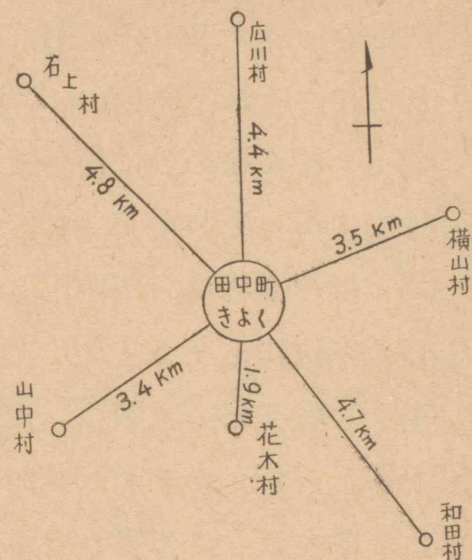 広川村
石上村
4.4 km
4.8 km
3.5 km
横山村
田中町
きよく
3.4 km
1.9 km
4.7 km
山中村
花木村
和田村